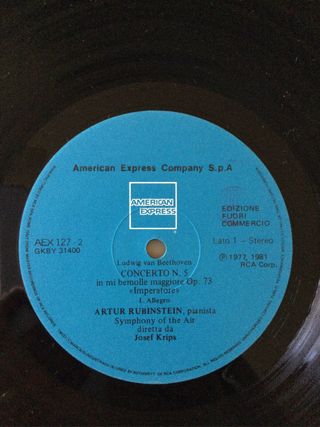 American Express Company S.p.A
AMERICAN
EXPRESS
EDIZIONE
FUORI
COMMERCIO
AEX 127 - 2
GKBY 31400
Lato 1 - Stereo
Ludwig van Beethoven
℗ 1977, 1981
RCA Corp.
CONCERTO N. 5
in mi bemolle maggiore Op. 73
«Imperatore»
I. Allegro
ARTUR RUBINSTEIN, pianista
Symphony of the Air
diretta da
Josef Krips